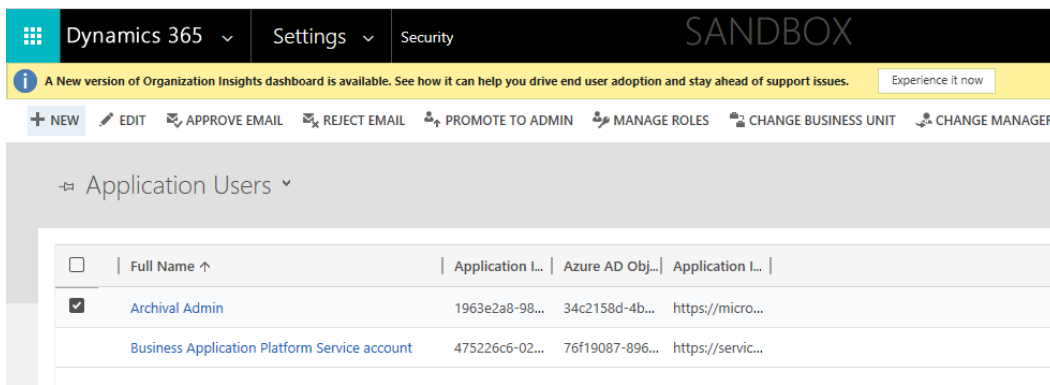 Dynamics 365 Settings Security SANDBOX
A New version of Organization Insights dashboard is available. See how it can help you drive end user adoption and stay ahead of support issues. Experience it now
NEW EDIT APPROVE EMAIL REJECT EMAIL PROMOTE TO ADMIN MANAGE ROLES CHANGE BUSINESS UNIT CHANGE MANAGER
Application Users
Full Name Application I... Azure AD Obj... Application I...
Archival Admin 1963e2a8-98... 34c2158d-4b... https://micro...
Business Application Platform Service account 475226c6-02... 76f19087-896... https://servic...